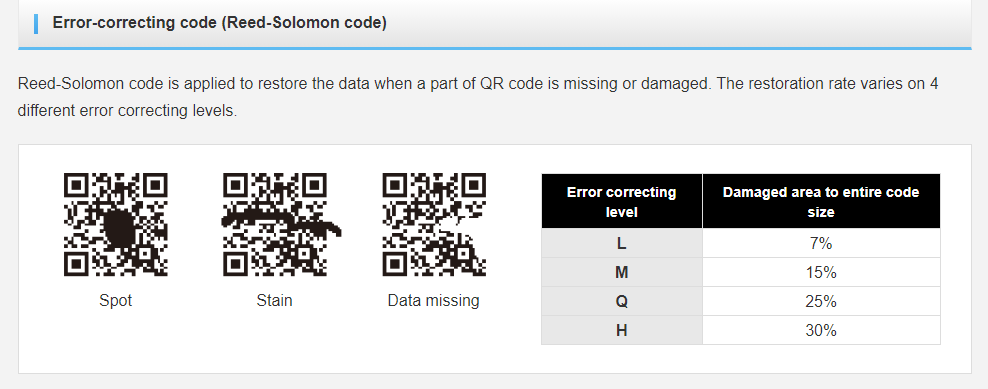 Error-correcting code (Reed-Solomon code)
Reed-Solomon code is applied to restore the data when a part of QR code is missing or damaged. The restoration rate varies on 4
different error correcting levels.
Spot
Stain
Data missing
Error correcting
level
Damaged area to entire code
size
L
7%
M
15%
Q
25%
H
30%